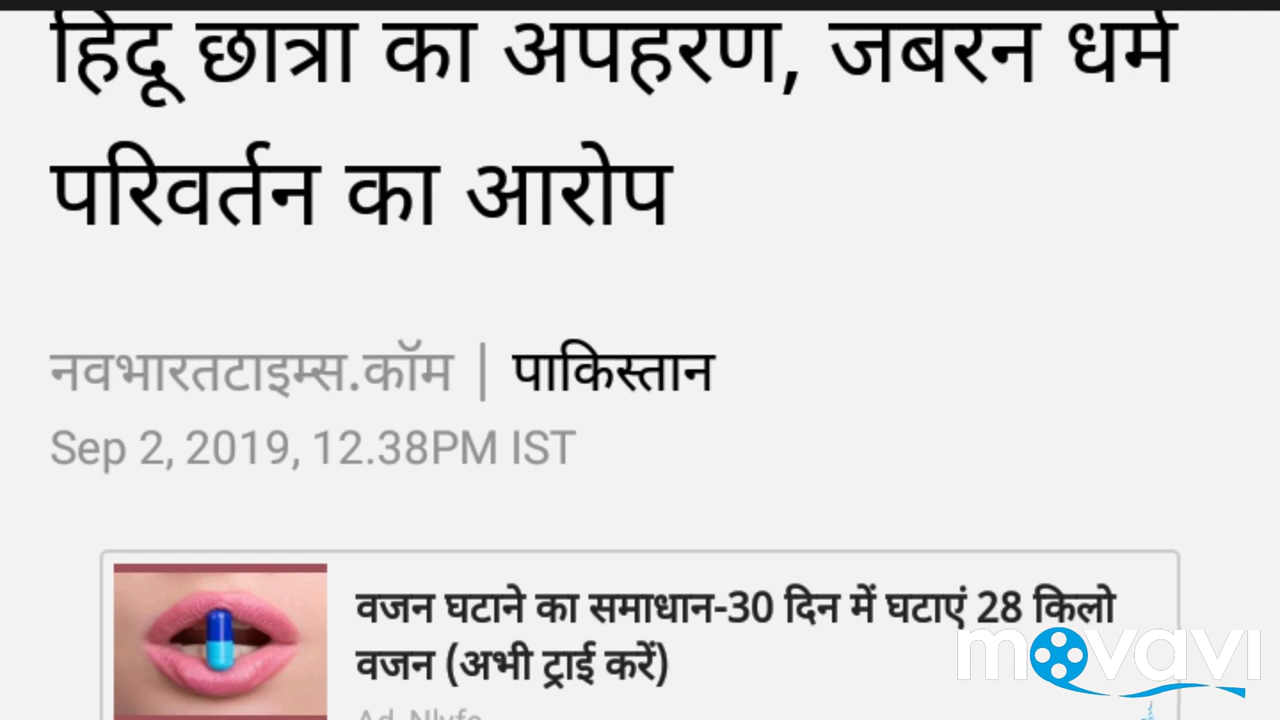 हिंदू छात्रा का अपहरण, जबरन धर्म
परिवर्तन का आरोप
नवभारतटाइम्स.कॉम | पाकिस्तान
Sep 2, 2019, 12.38PM IST
वजन घटाने का समाधान-30 दिन में घटाएं 28 किलो
वजन (अभी ट्राई करें)
Ad
movavi